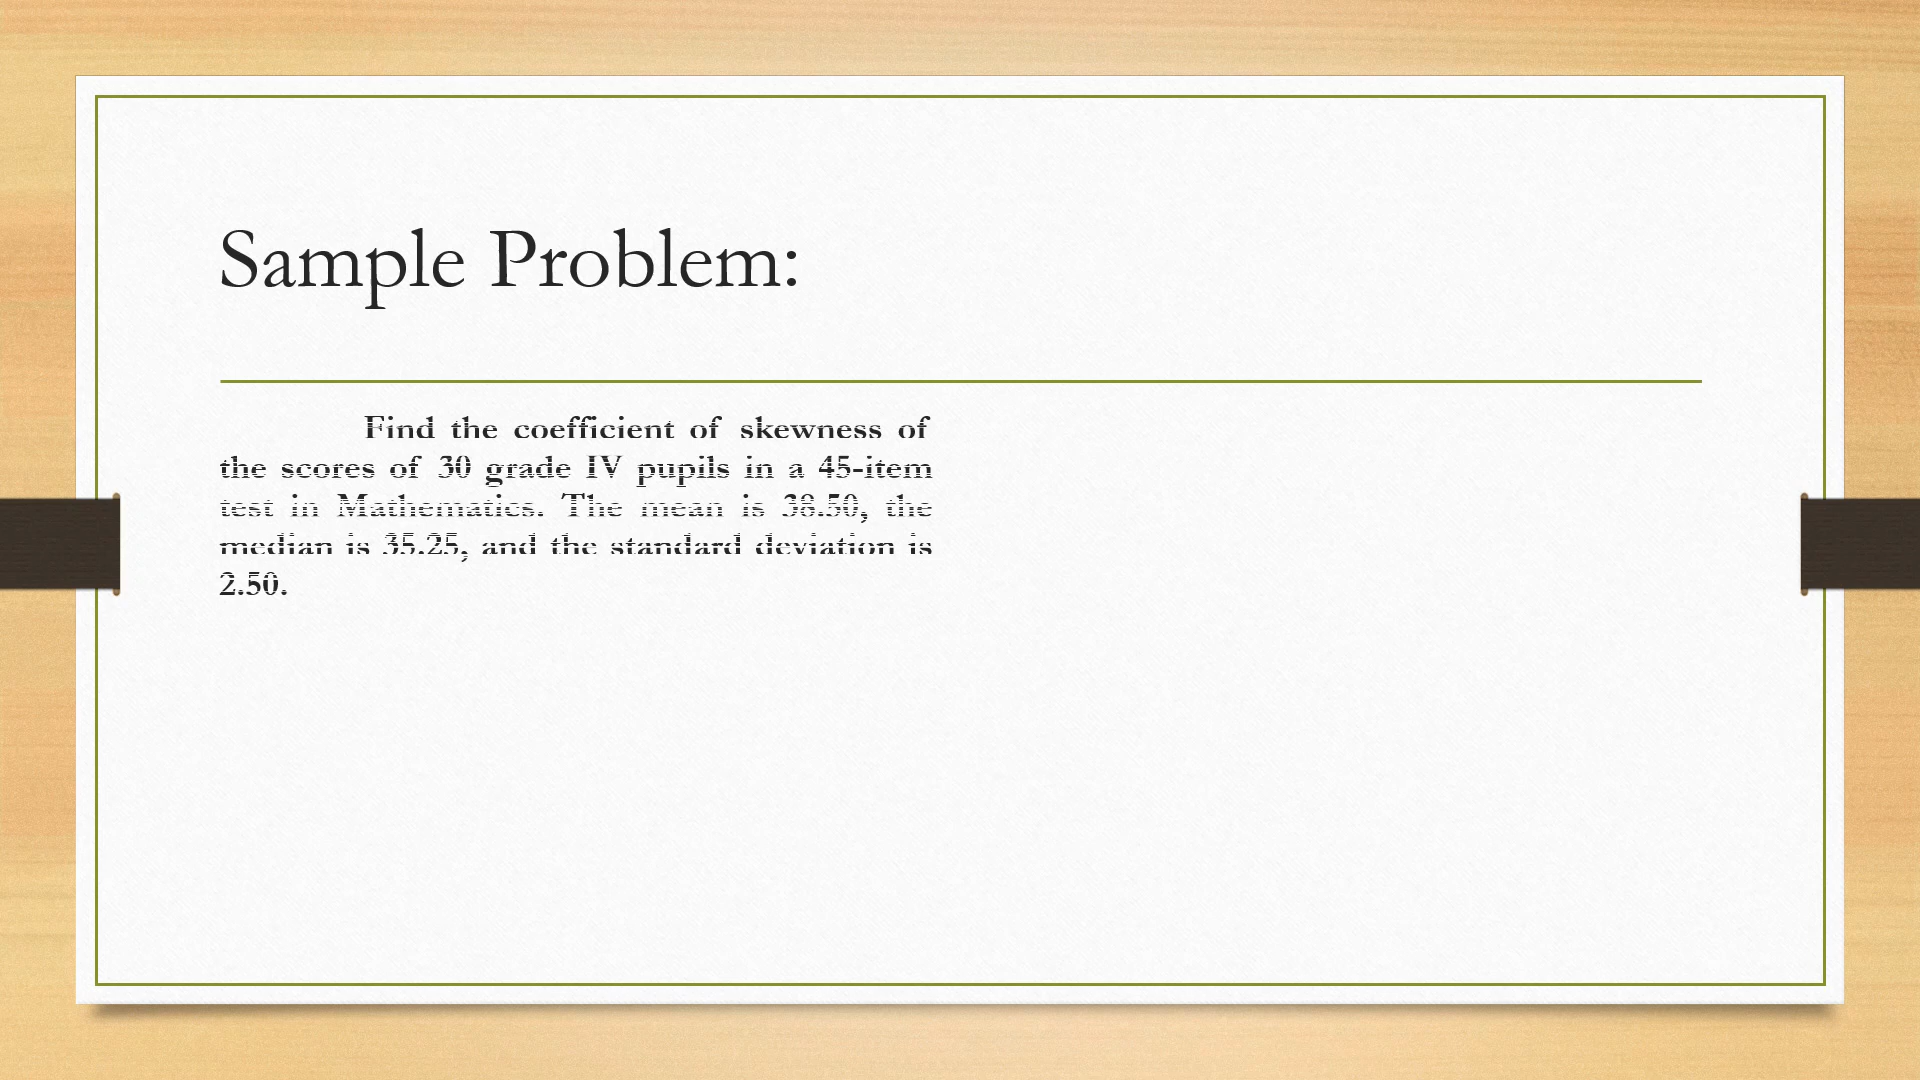 Sample Problem:
Find the coefficient of skewness of
the scores of 30 grade IV pupils in a 45-item
test in Mathematics. The mean is 38.50, the
median is 35.25, and the standard deviation is
2.50.